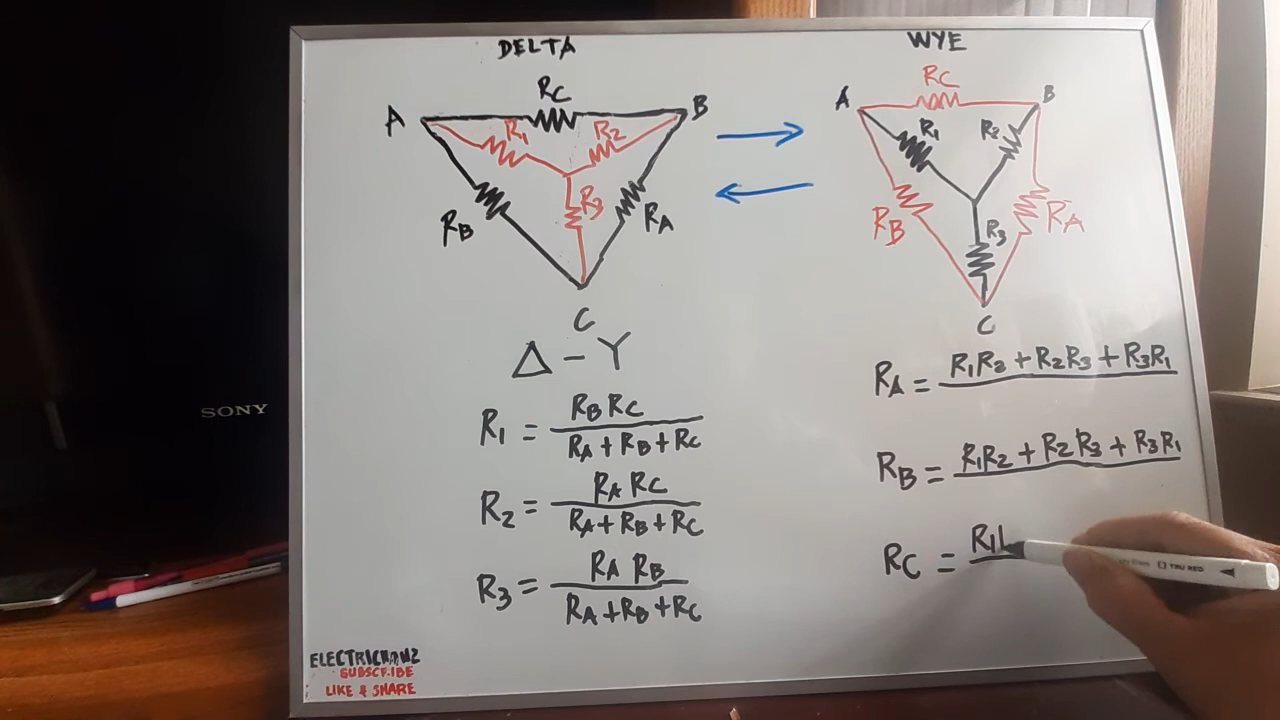 DELTA
RC
A
B
R1
R2
R3
RB
RA
C
WYE
RC
A
B
R1
R2
R3
RB
RA
C
Δ - Y
R1 = RB RC / RA + RB + RC
R2 = RA RC / RA + RB + RC
R3 = RA RB / RA + RB + RC
RA = R1R2 + R2R3 + R3R1
RB = R1R2 + R2R3 + R3R1
RC = R1
SONY
SUBSCRIBE
LIKE & SHARE
TRU RED